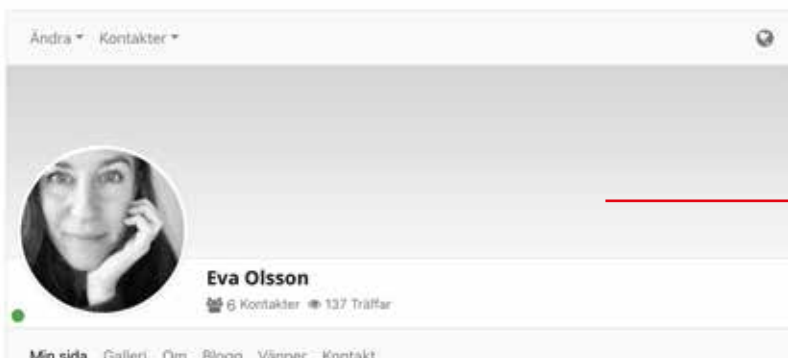 Ändra Kontakter
Eva Olsson
6 Kontakter 137 Träffar
Min sida Galleri Om Blogg Vänner Kontakt